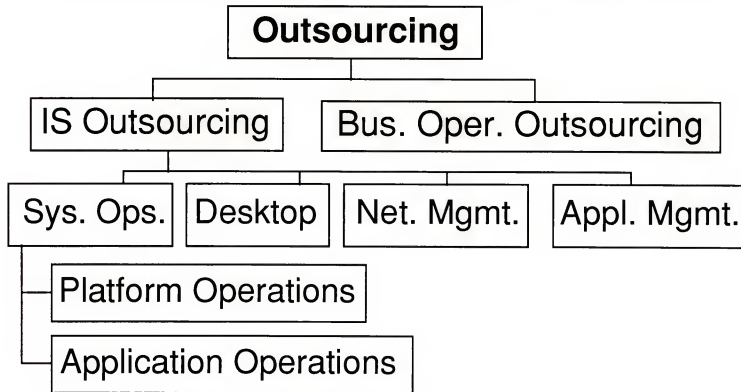 Outsourcing
IS Outsourcing
Bus. Oper. Outsourcing
Sys. Ops.
Desktop
Net. Mgmt.
Appl. Mgmt.
Platform Operations
Application Operations